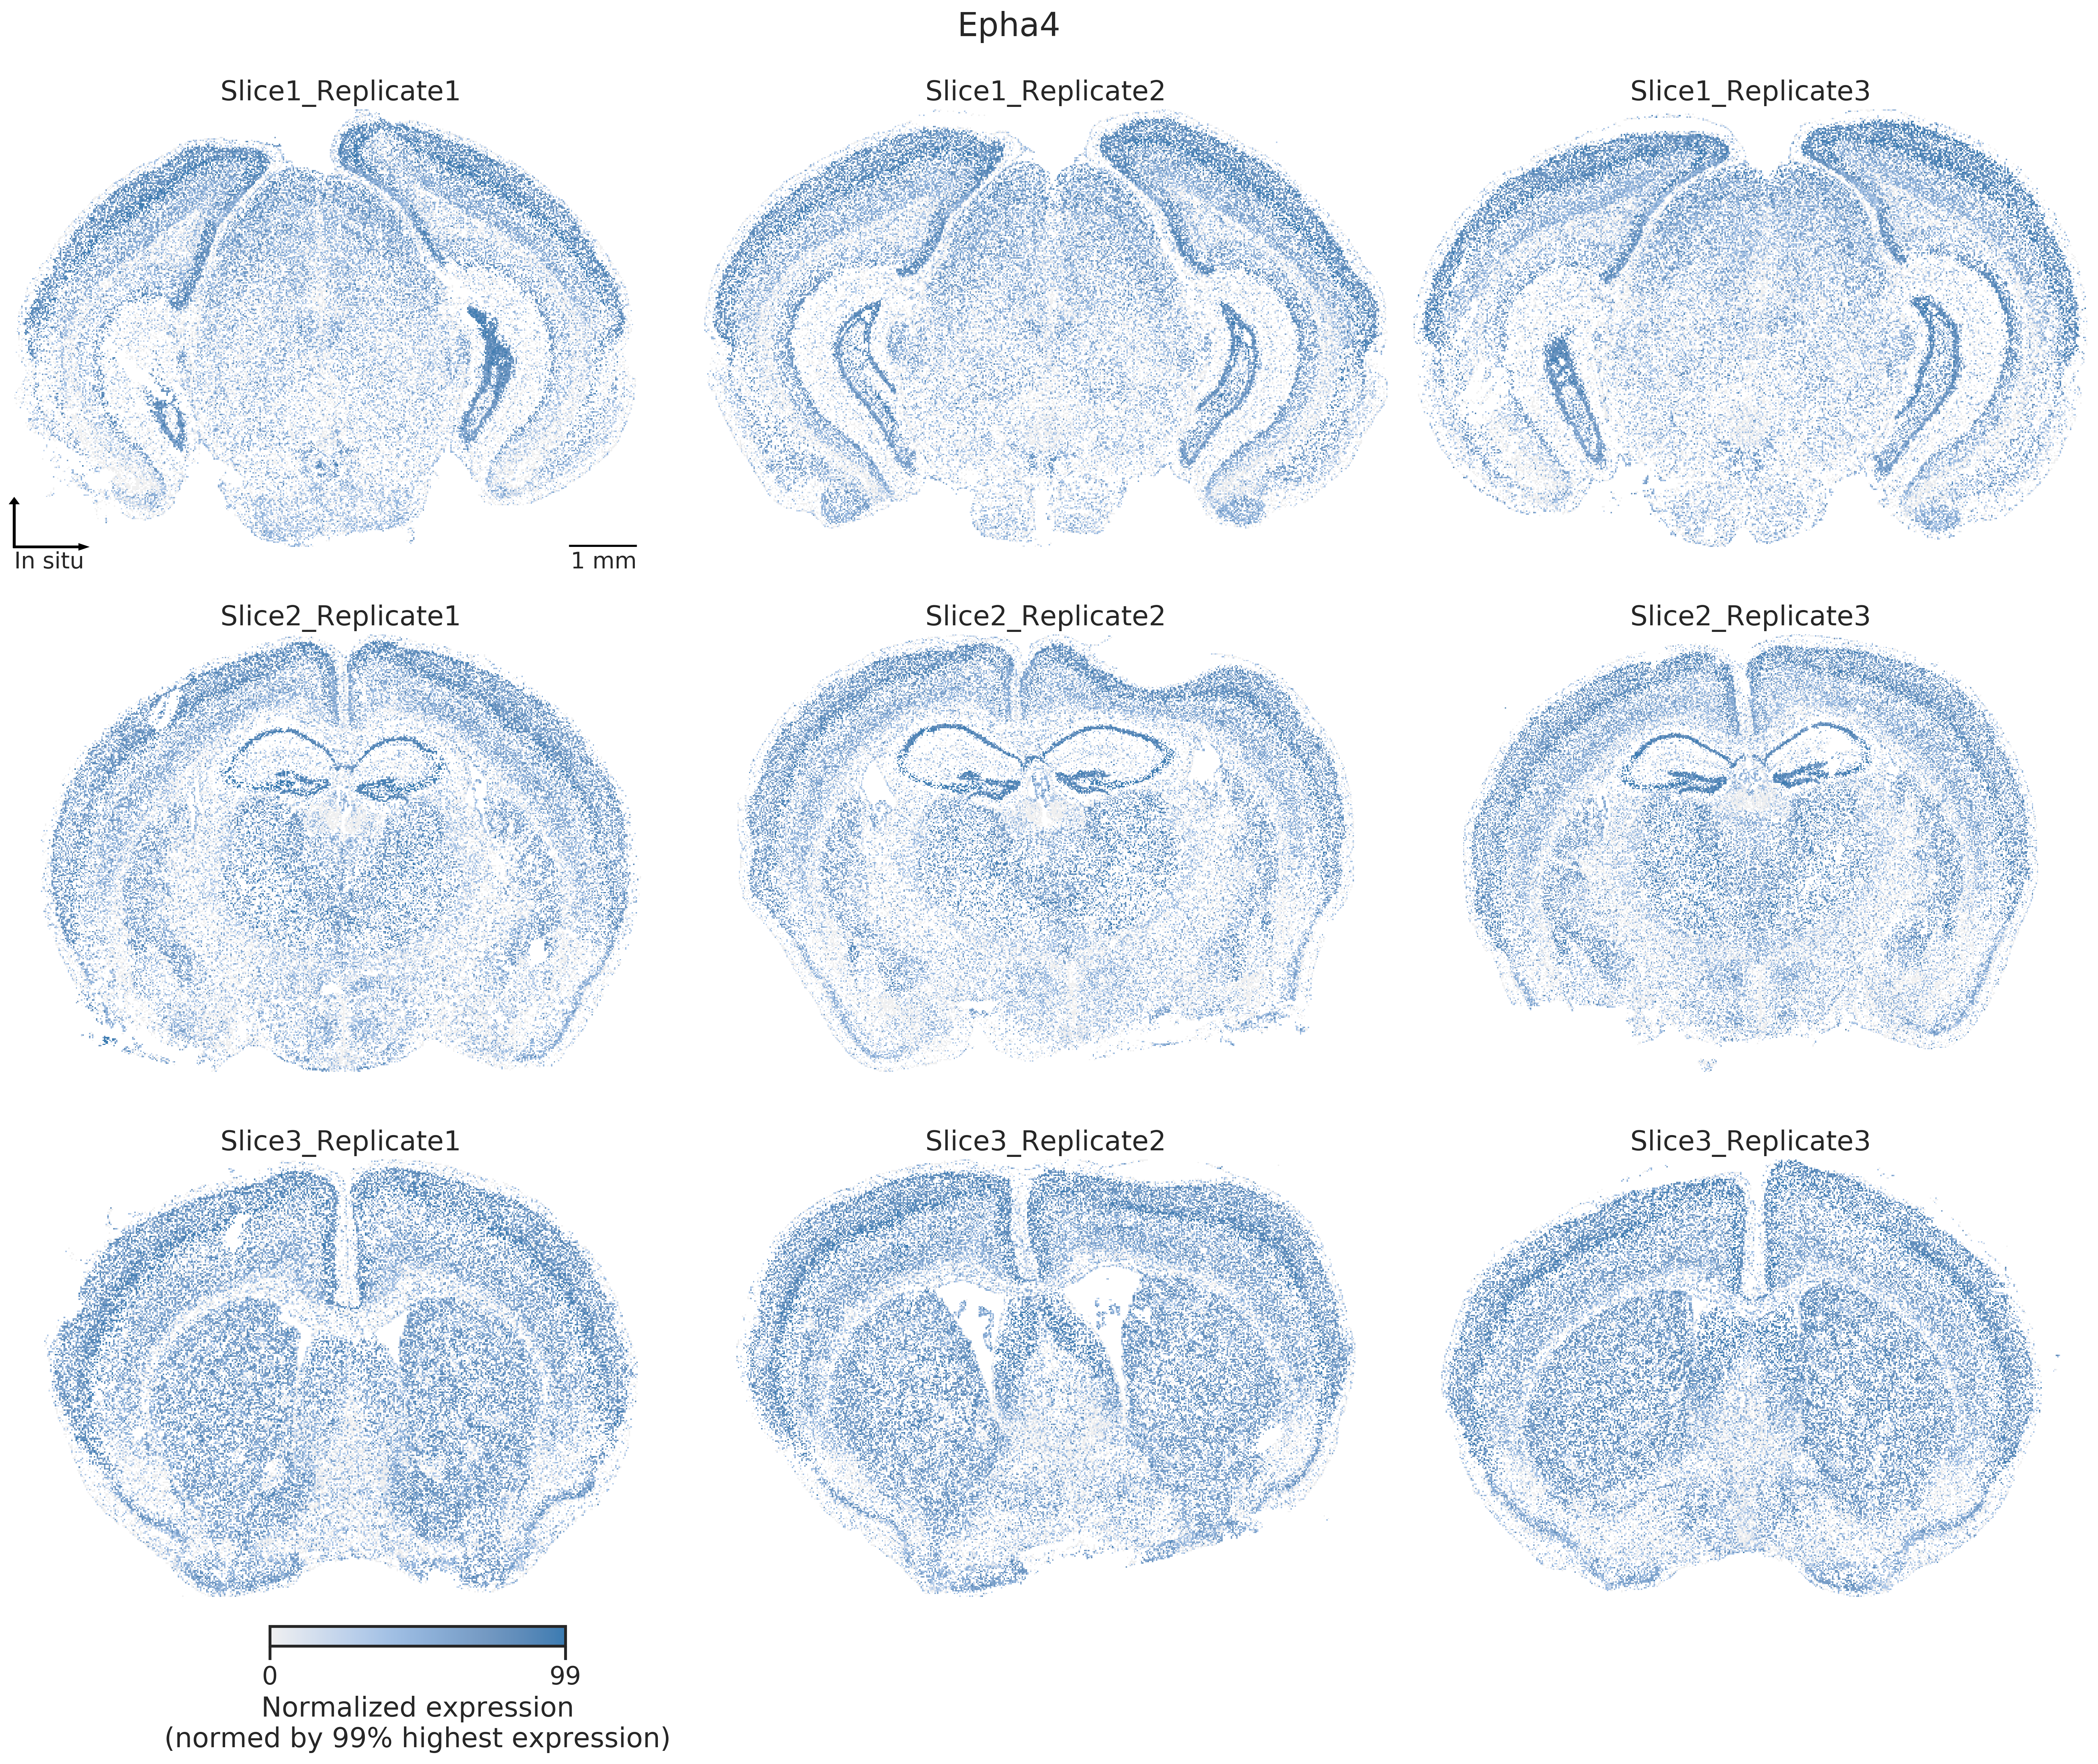 Epha4
Slice1_Replicate1
Slice1_Replicate2
Slice1_Replicate3
In situ
1 mm
Slice2_Replicate1
Slice2_Replicate2
Slice2_Replicate3
Slice3_Replicate1
Slice3_Replicate2
Slice3_Replicate3
0
99
Normalized expression
(normed by 99% highest expression)